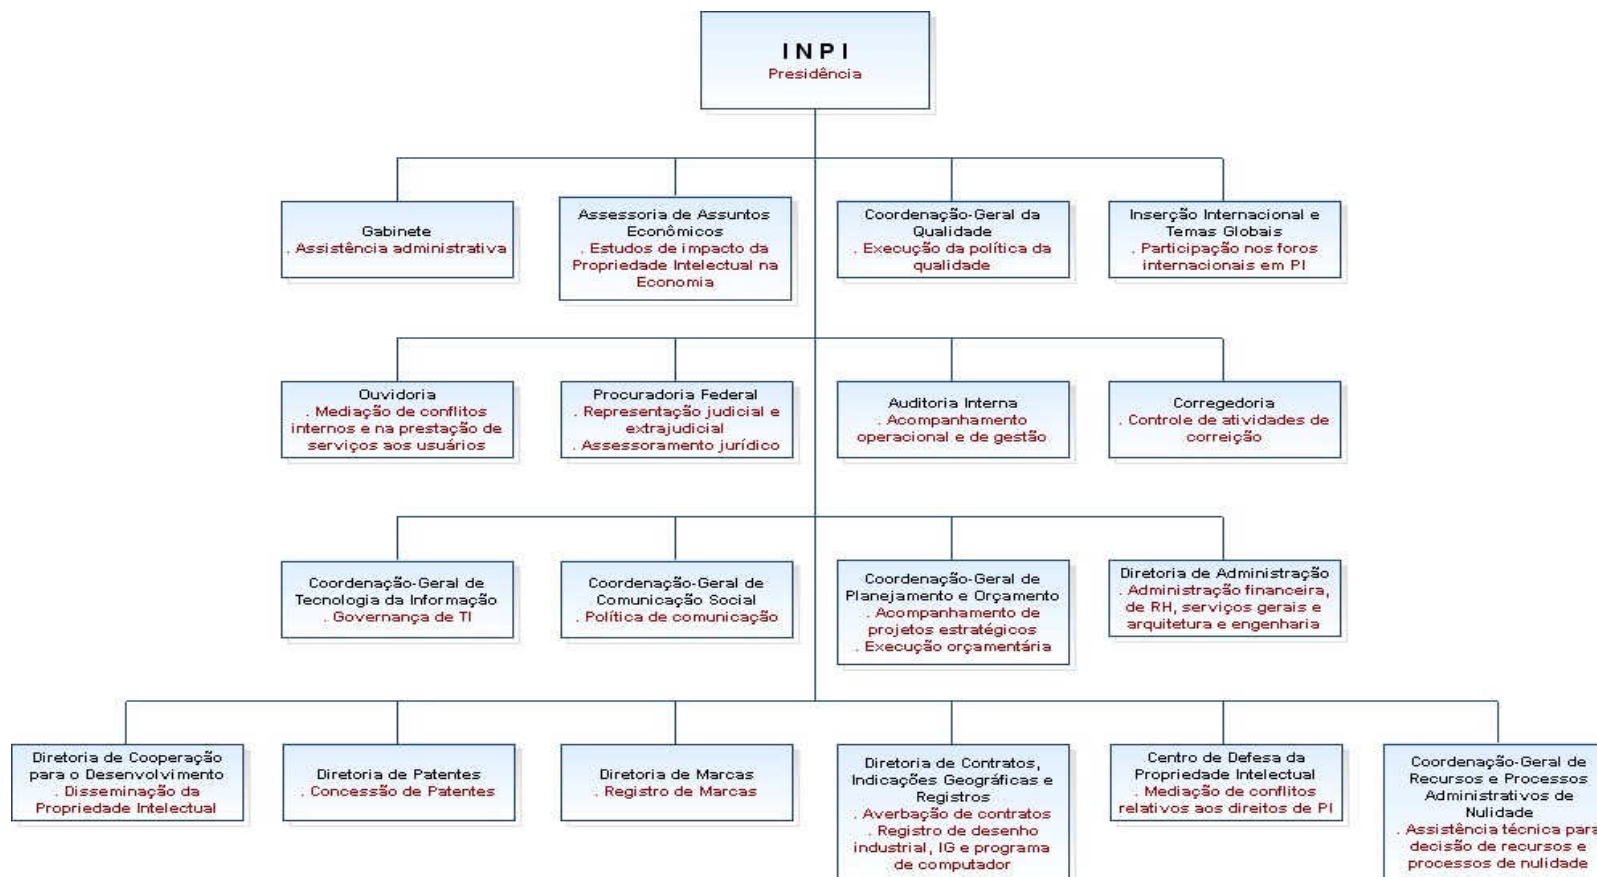 INPI
Presidência
Gabinete
. Assistência administrativa
Assessoria de Assuntos
Econômicos
. Estudos de impacto da
Propriedade Intelectual na
Economia
Coordenação-Geral da
Qualidade
. Execução da política da
qualidade
Inserção Internacional e
Temas Globais
. Participação nos foros
internacionais em PI
Ouvidoria
. Mediação de conflitos
internos e na prestação de
serviços aos usuários
Procuradoria Federal
. Representação judicial e
extrajudicial
. Assessoramento jurídico
Auditoria Interna
. Acompanhamento
operacional e de gestão
Corregedoria
. Controle de atividades de
correição
Coordenação-Geral de
Tecnologia da Informação
. Governança de TI
Coordenação-Geral de
Comunicação Social
. Política de comunicação
Coordenação-Geral de
Planejamento e Orçamento
. Acompanhamento de
projetos estratégicos
. Execução orçamentária
Diretoria de Administração
. Administração financeira,
de RH, serviços gerais e
arquitetura e engenharia
Diretoria de Cooperação
para o Desenvolvimento
. Disseminação da
Propriedade Intelectual
Diretoria de Patentes
. Concessão de Patentes
Diretoria de Marcas
. Registro de Marcas
Diretoria de Contratos,
Indicações Geográficas e
Registros
. Averbação de contratos
. Registro de desenho
industrial, IG e programa
de computador
Centro de Defesa da
Propriedade Intelectual
. Mediação de conflitos
relativos aos direitos de PI
Coordenação-Geral de
Recursos e Processos
Administrativos de
Nulidade
. Assistência técnica para
decisão de recursos e
processos de nulidade